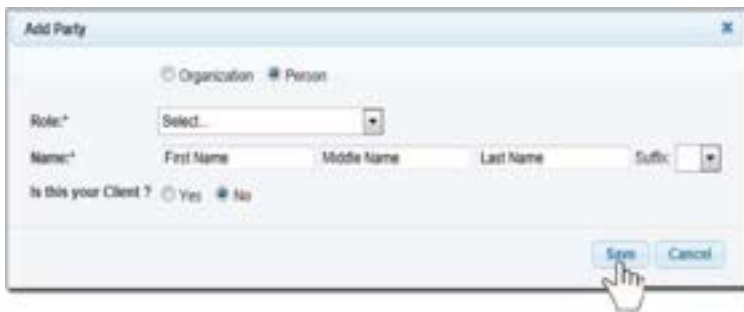 Add Party
Organization Person
Role:* Select...
Name:* First Name Middle Name Last Name Suffix:
Is this your Client ? Yes No
Save Cancel